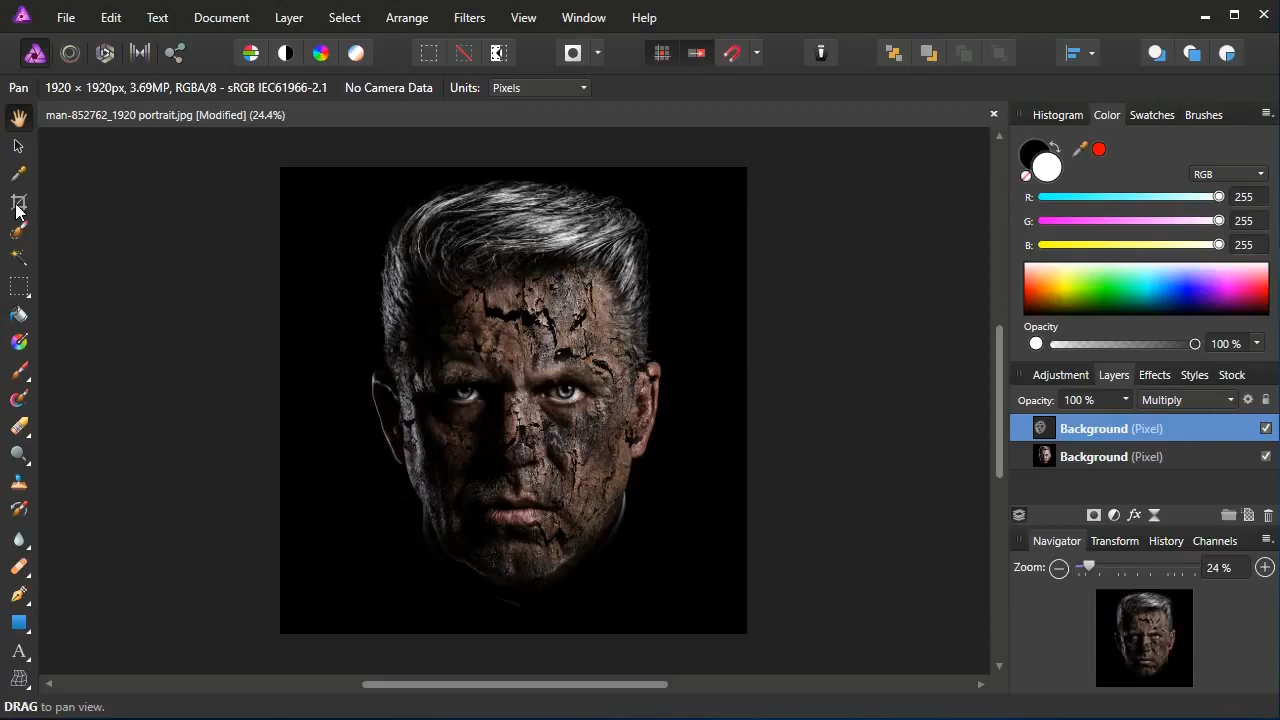 File Edit Text Document Layer Select Arrange Filters View Window Help
Pan 1920 × 1920px, 3.69MP, RGBA/8 - sRGB IEC61966-2.1 No Camera Data Units: Pixels
man-852762_1920 portrait.jpg [Modified] (24.4%)
Histogram Color Swatches Brushes
RGB
R: 255
G: 255
B: 255
Opacity
100 %
Adjustment Layers Effects Styles Stock
Opacity: 100 % Multiply
Background (Pixel)
Background (Pixel)
fx
Navigator Transform History Channels
Zoom: 24 %
A
DRAG to pan view.